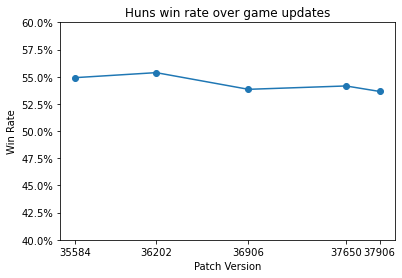 Huns win rate over game updates
60.0%
57.5%
55.0%
52.5%
50.0%
47.5%
45.0%
42.5%
40.0%
Win Rate
35584 36202 36906 37650 37906
Patch Version